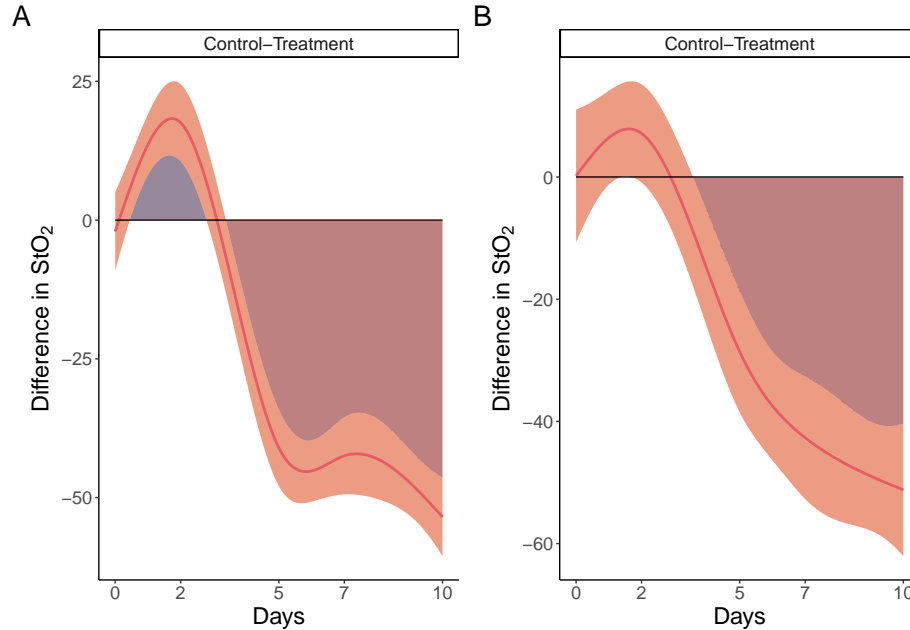 A
Control−Treatment
25
0
−25
−50
Difference in StO2
0
2
5
7
10
Days
B
Control−Treatment
0
−20
−40
−60
Difference in StO2
0
2
5
7
10
Days